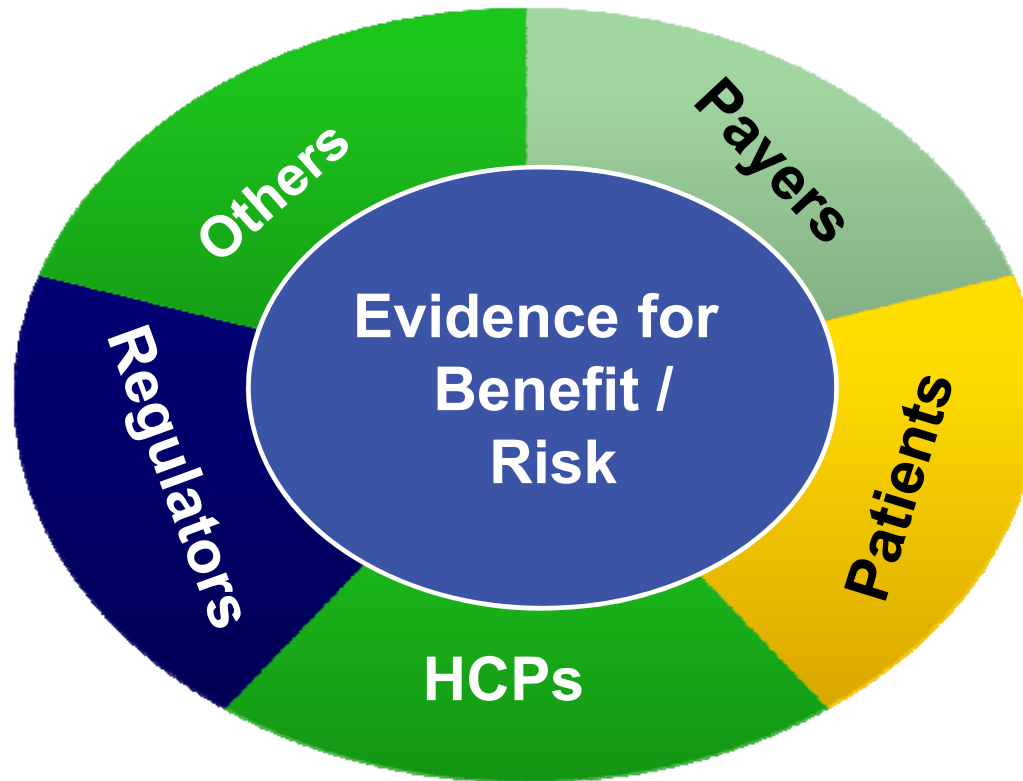 Others
Payers
Evidence for
Benefit /
Risk
Regulators
Patients
HCPs